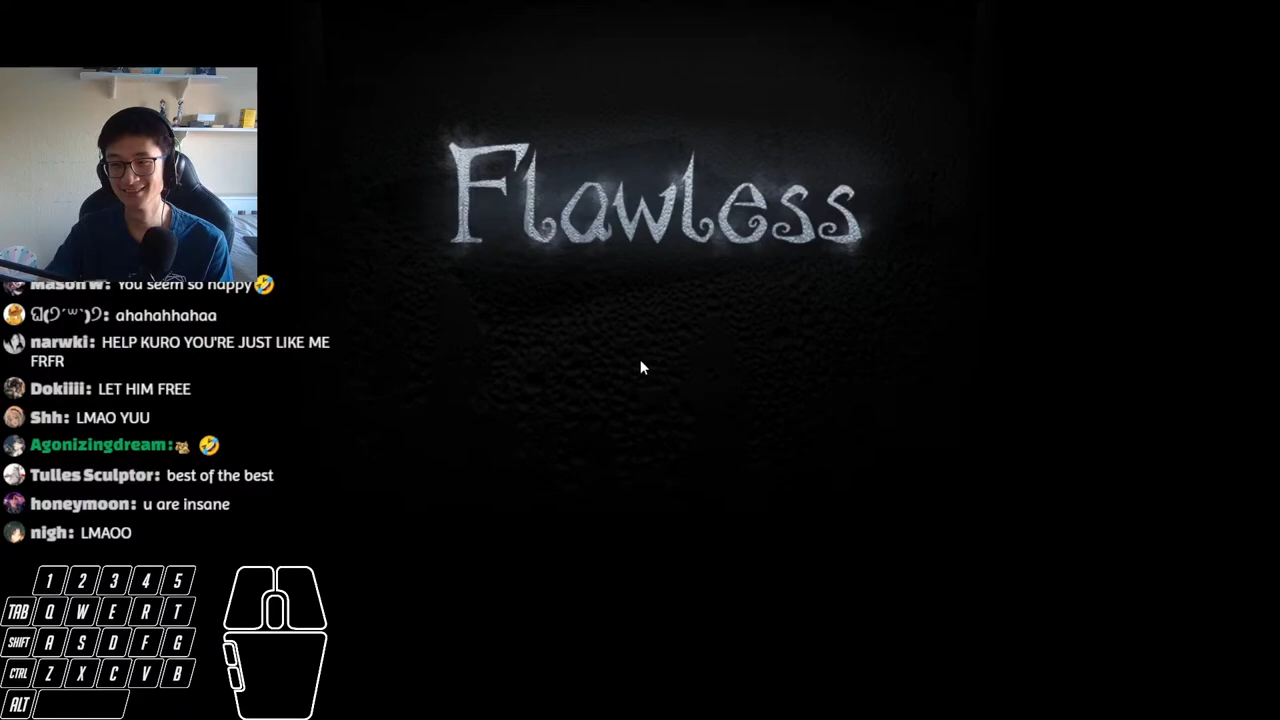 Flawless
Mason w: You seem so happy🤣
ahahahhahaa
narwki: HELP KURO YOU'RE JUST LIKE ME
FRFR
Dokiiii: LET HIM FREE
Shh: LMAO YUU
Agonizingdream: 🤣
Tulles Sculptor: best of the best
honeymoon: u are insane
nigh: LMAOO
1 2 3 4 5
TAB Q W E R T
SHIFT A S D F G
CTRL Z X C V B
ALT